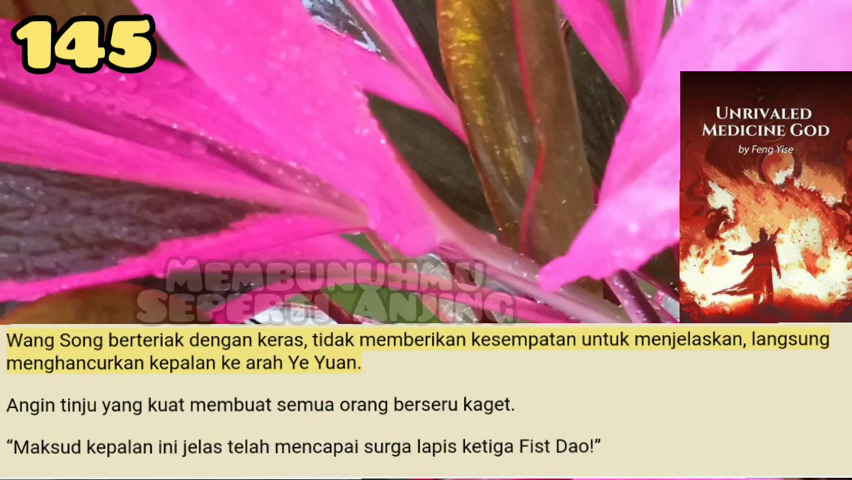 145
UNRIVALED
MEDICINE GOD
by Feng Yise
MEMBUNUHMU
SEPERTI ANJING
Wang Song berteriak dengan keras, tidak memberikan kesempatan untuk menjelaskan, langsung
menghancurkan kepalan ke arah Ye Yuan.
Angin tinju yang kuat membuat semua orang berseru kaget.
“Maksud kepalan ini jelas telah mencapai surga lapis ketiga Fist Dao!”